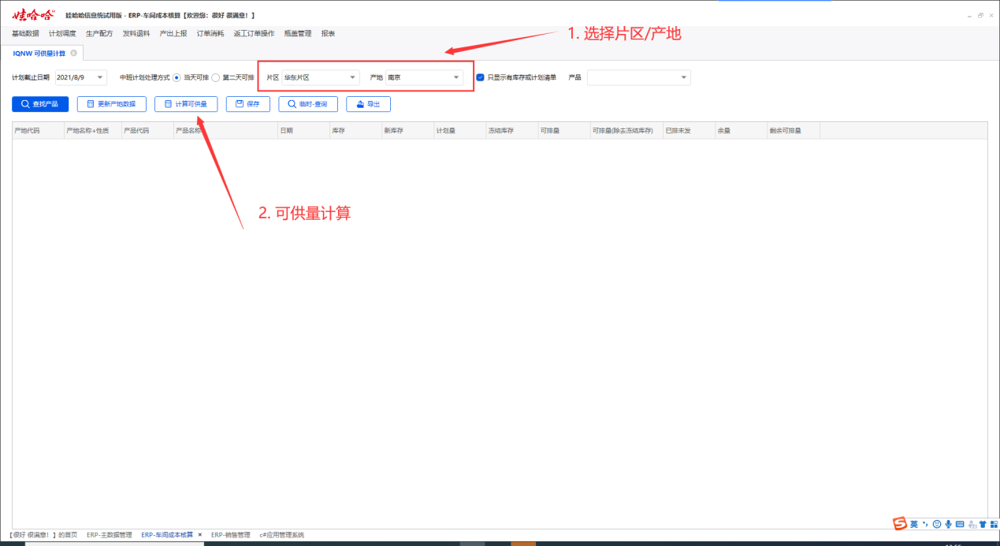 娃哈哈 娃哈哈信息统试用版 - ERP-车间成本核算【欢迎您：很好 很满意！】
基础数据 计划调度 生产配方 发料退料 产出上报 订单消耗 返工订单操作 瓶盖管理 报表
1. 选择片区/产地
IQNW 可供量计算
计划截止日期 2021/8/9 中班计划处理方式 当天可排 第二天可排 片区 华东片区 产地 南京 只显示有库存或计划清单 产品
查找产品 更新产地数据 计算可供量 保存 临时-查询 导出
产地代码 产地名称+性质 产品代码 产品名称 日期 库存 新库存 计划量 冻结库存 可排量 可排量(除去冻结库存) 已排未发 余量 剩余可排量
2. 可供量计算
英
【很好 很满意！】的首页 ERP-主数据管理 ERP-车间成本核算 × ERP-销售管理 c#应用管理系统